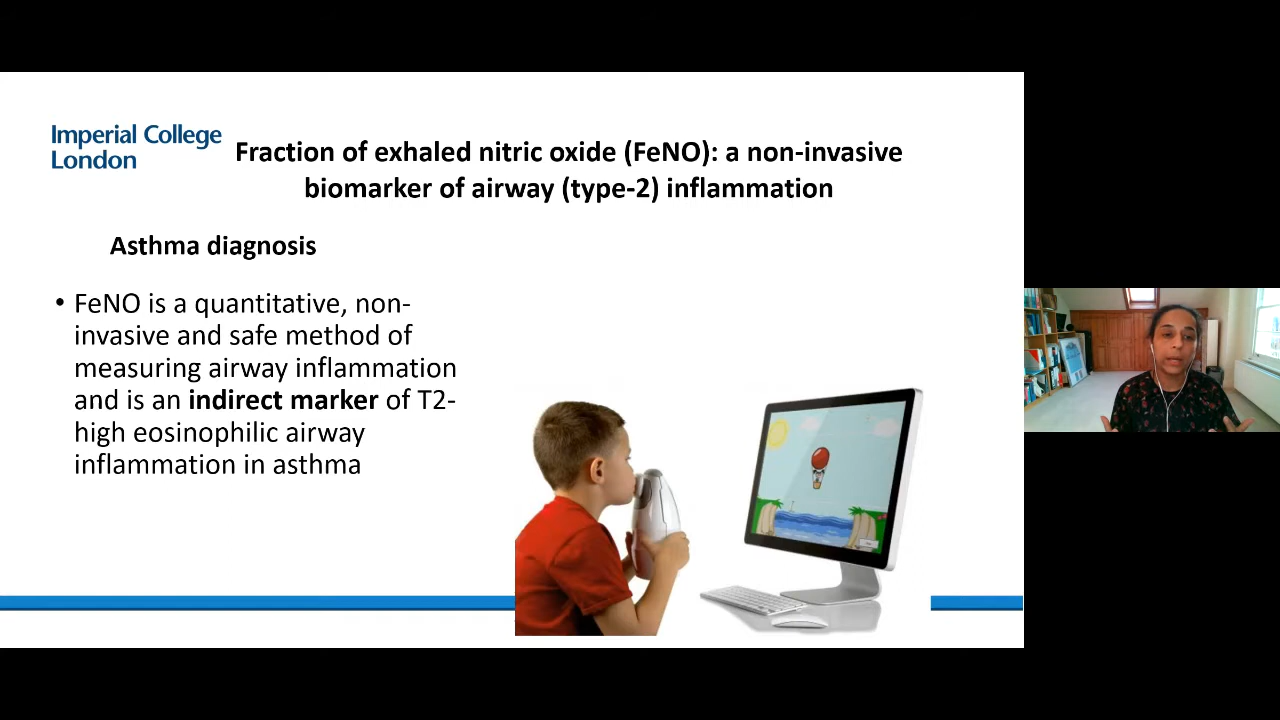 Imperial College
London
Fraction of exhaled nitric oxide (FeNO): a non-invasive
biomarker of airway (type-2) inflammation
Asthma diagnosis
• FeNO is a quantitative, non-
invasive and safe method of
measuring airway inflammation
and is an indirect marker of T2-
high eosinophilic airway
inflammation in asthma